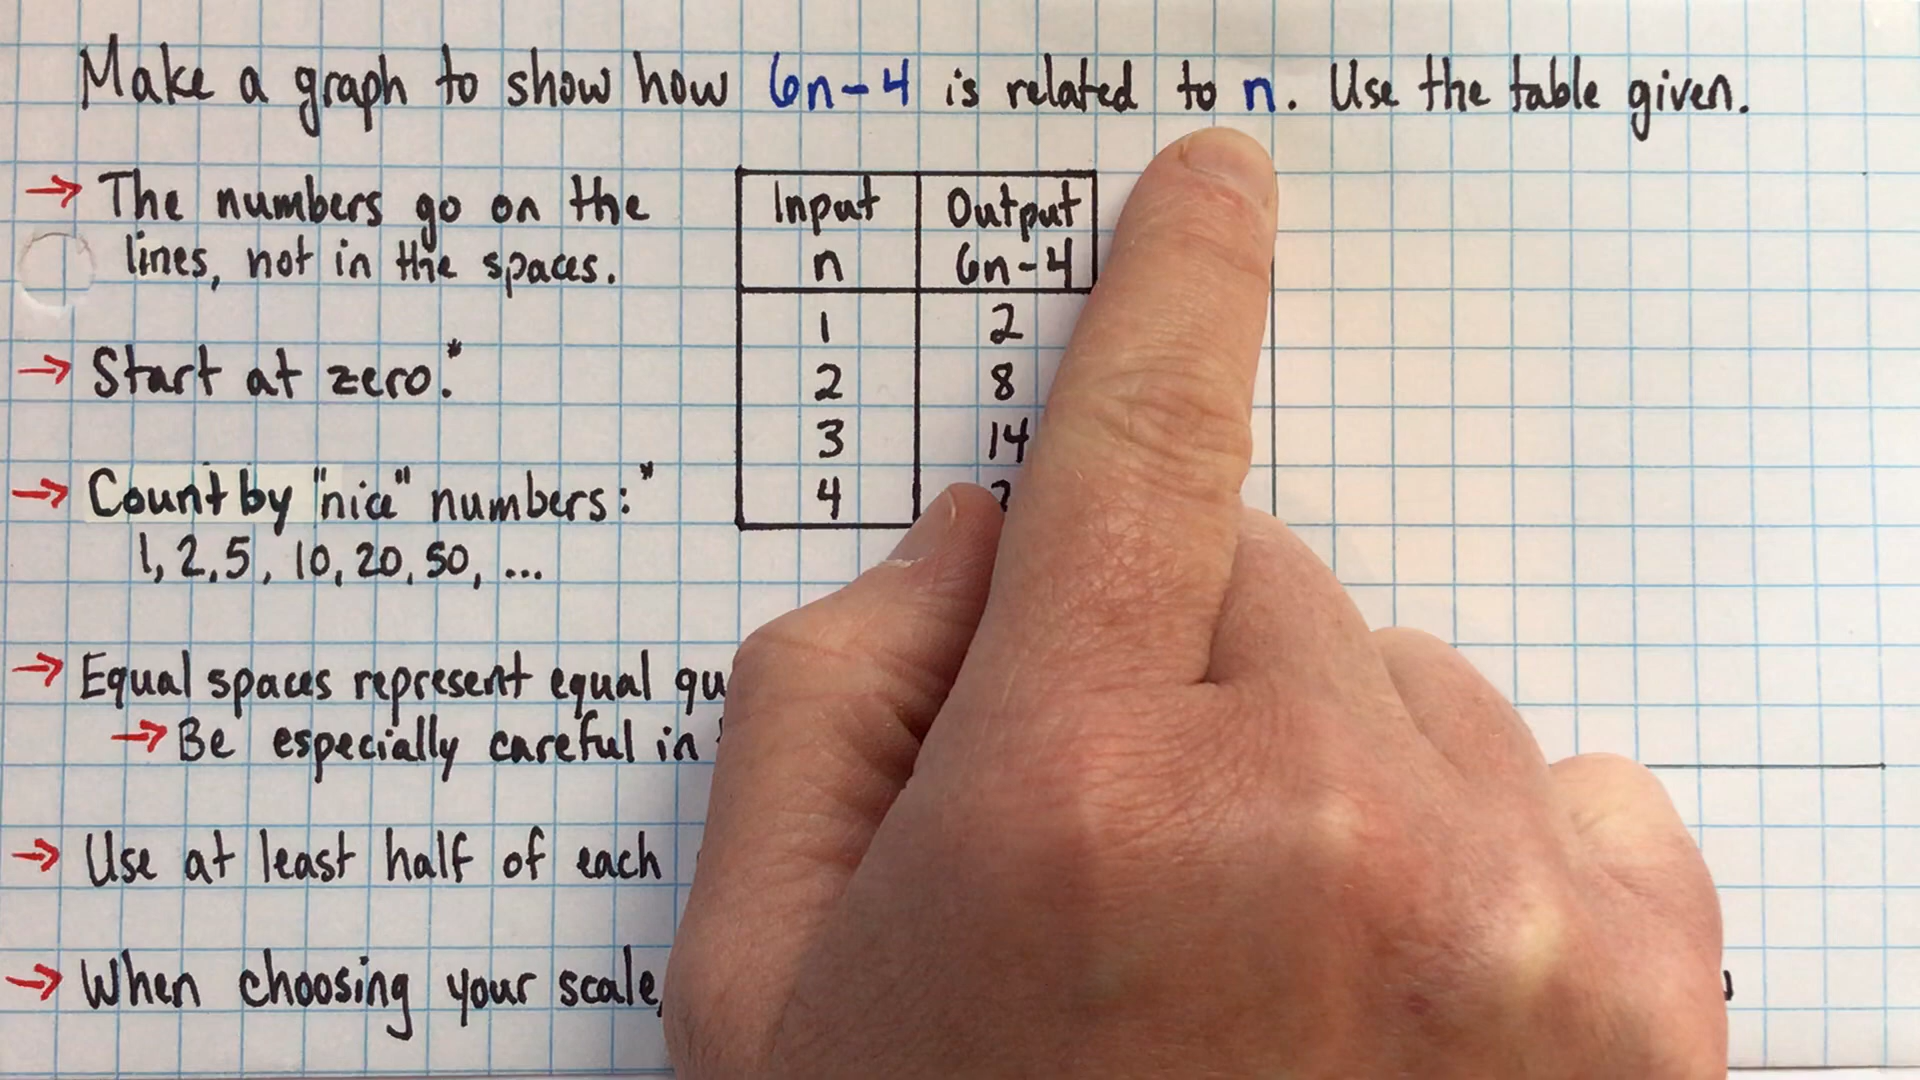 Make a graph to show how 6n-4 is related to n. Use the table given.
→ The numbers go on the
lines, not in the spaces.
→ Start at zero.*
→ Count by "nice" numbers:*
1, 2, 5, 10, 20, 50, ...
→ Equal spaces represent equal
→ Be especially careful in
→ Use at least half of each
→ When choosing your scale,
Input Output
n 6n-4
1 2
2 8
3 14
4